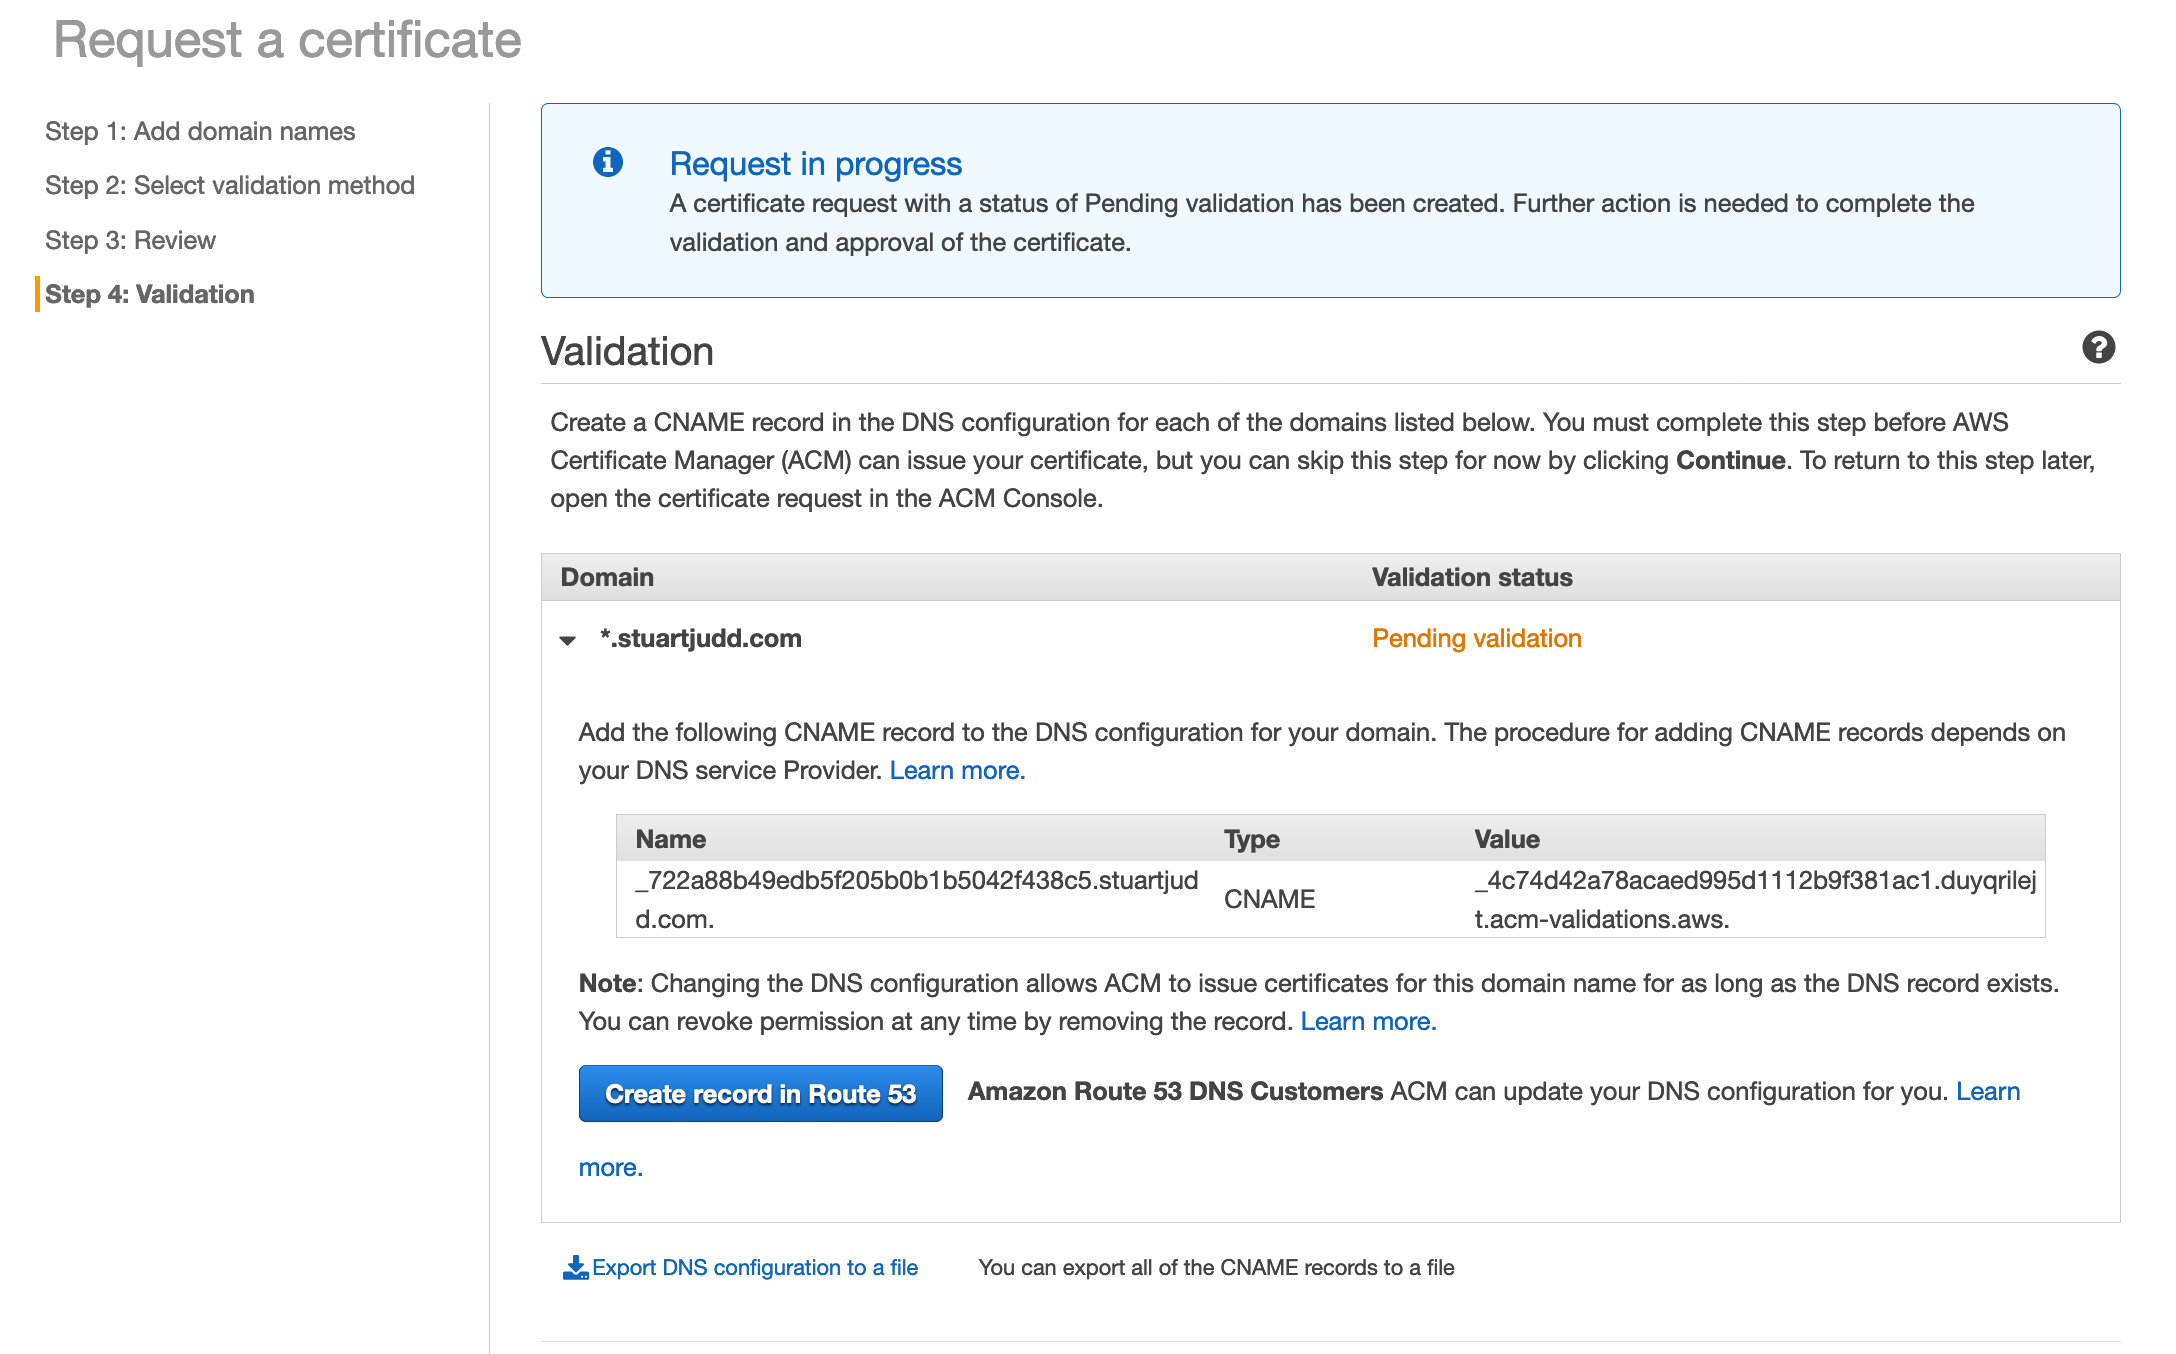 Request a certificate
Step 1: Add domain names
Step 2: Select validation method
Step 3: Review
Step 4: Validation
Request in progress
A certificate request with a status of Pending validation has been created. Further action is needed to complete the
validation and approval of the certificate.
Validation
Create a CNAME record in the DNS configuration for each of the domains listed below. You must complete this step before AWS
Certificate Manager (ACM) can issue your certificate, but you can skip this step for now by clicking Continue. To return to this step later,
open the certificate request in the ACM Console.
Domain Validation status
*.stuartjudd.com Pending validation
Add the following CNAME record to the DNS configuration for your domain. The procedure for adding CNAME records depends on
your DNS service Provider. Learn more.
Name Type Value
_722a88b49edb5f205b0b1b5042f438c5.stuartjud
d.com.
CNAME
_4c74d42a78acaed995d1112b9f381ac1.duyqrilej
t.acm-validations.aws.
Note: Changing the DNS configuration allows ACM to issue certificates for this domain name for as long as the DNS record exists.
You can revoke permission at any time by removing the record. Learn more.
Create record in Route 53 Amazon Route 53 DNS Customers ACM can update your DNS configuration for you. Learn
more.
Export DNS configuration to a file You can export all of the CNAME records to a file